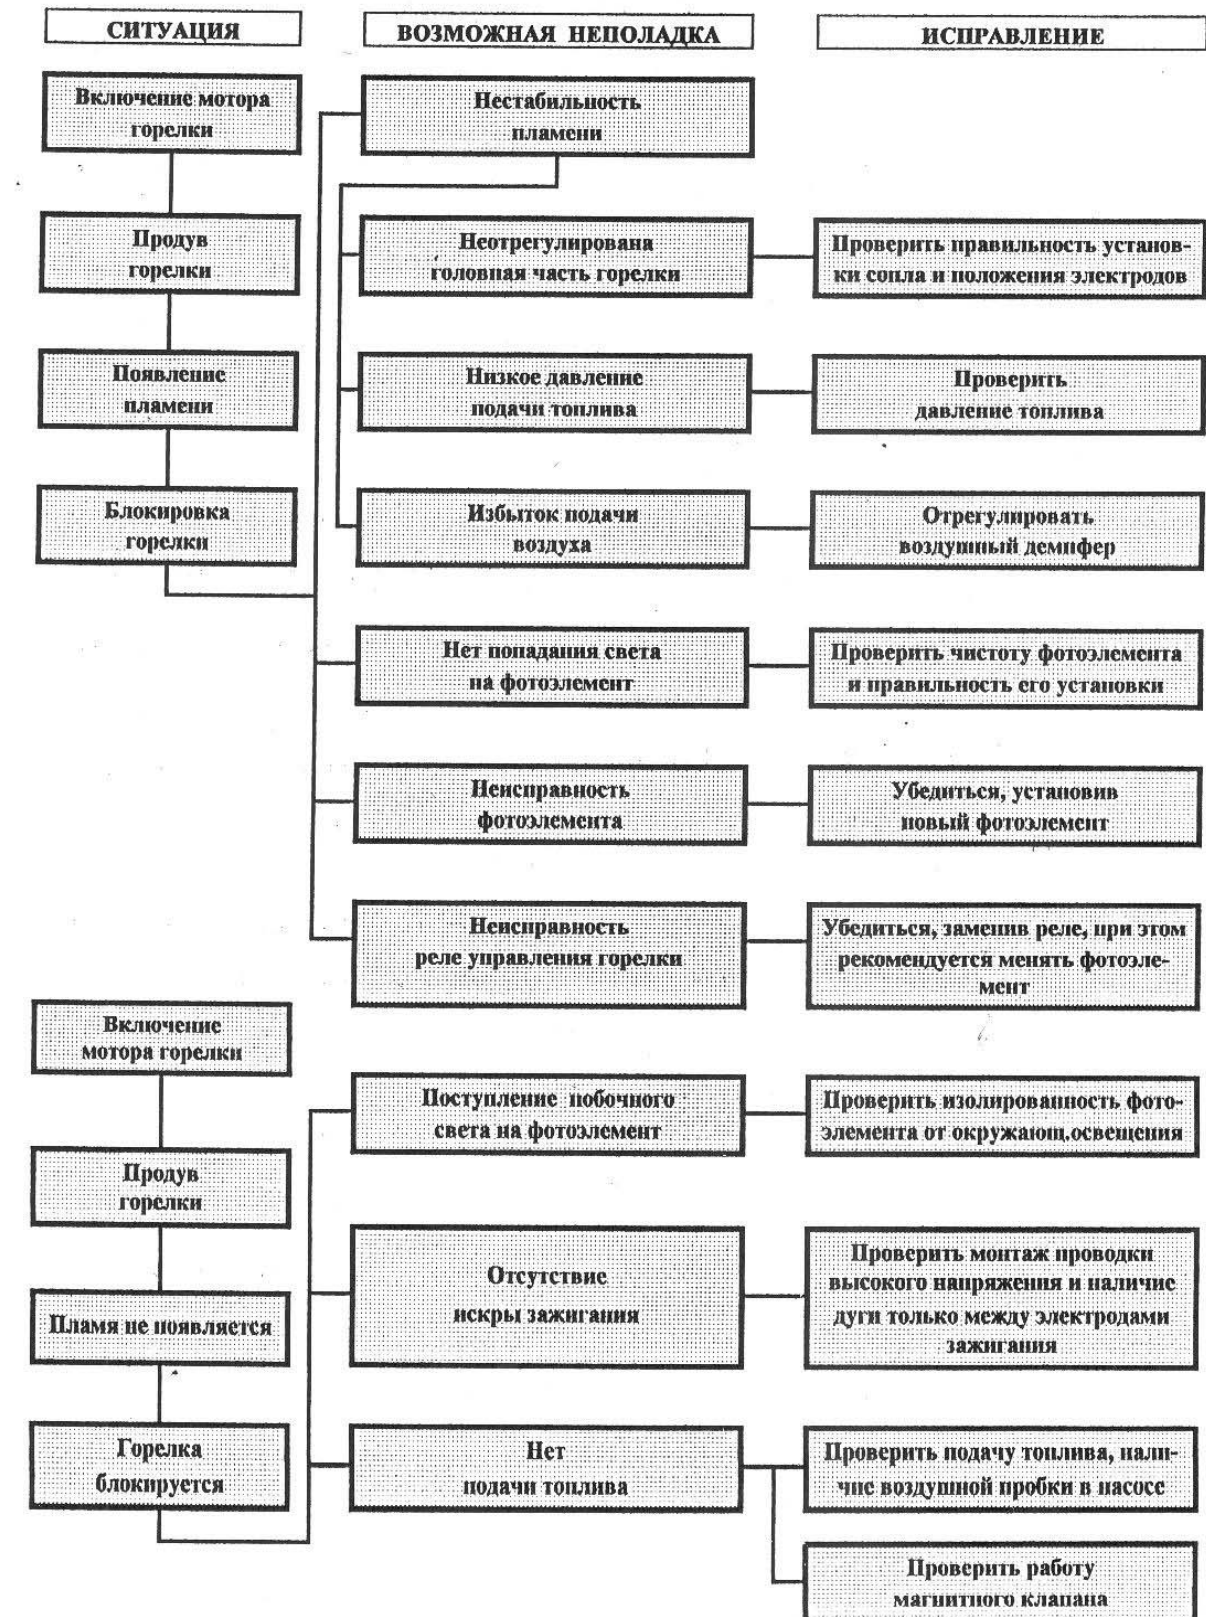 СИТУАЦИЯ
ВОЗМОЖНАЯ НЕПОЛАДКА
ИСПРАВЛЕНИЕ
Включение мотора
горелки
Продув
горелки
Появление
пламени
Блокировка
горелки
Нестабильность
пламени
Неотрегулирована
головная часть горелки
Проверить правильность установ-
ки сопла и положения электродов
Низкое давление
подачи топлива
Проверить
давление топлива
Избыток подачи
воздуха
Отрегулировать
воздушный демпфер
Нет попадания света
на фотоэлемент
Проверить чистоту фотоэлемента
и правильность его установки
Неисправность
фотоэлемента
Убедиться, установив
новый фотоэлемент
Неисправность
реле управления горелки
Убедиться, заменив реле, при этом
рекомендуется менять фотоэле-
мент
Включение
мотора горелки
Продув
горелки
Пламя не появляется
Горелка
блокируется
Поступление побочного
света на фотоэлемент
Проверить изолированность фото-
элемента от окружающ.освещения
Отсутствие
искры зажигания
Проверить монтаж проводки
высокого напряжения и наличие
дуги только между электродами
зажигания
Нет
подачи топлива
Проверить подачу топлива, нали-
чие воздушной пробки в насосе
Проверить работу
магнитного клапана